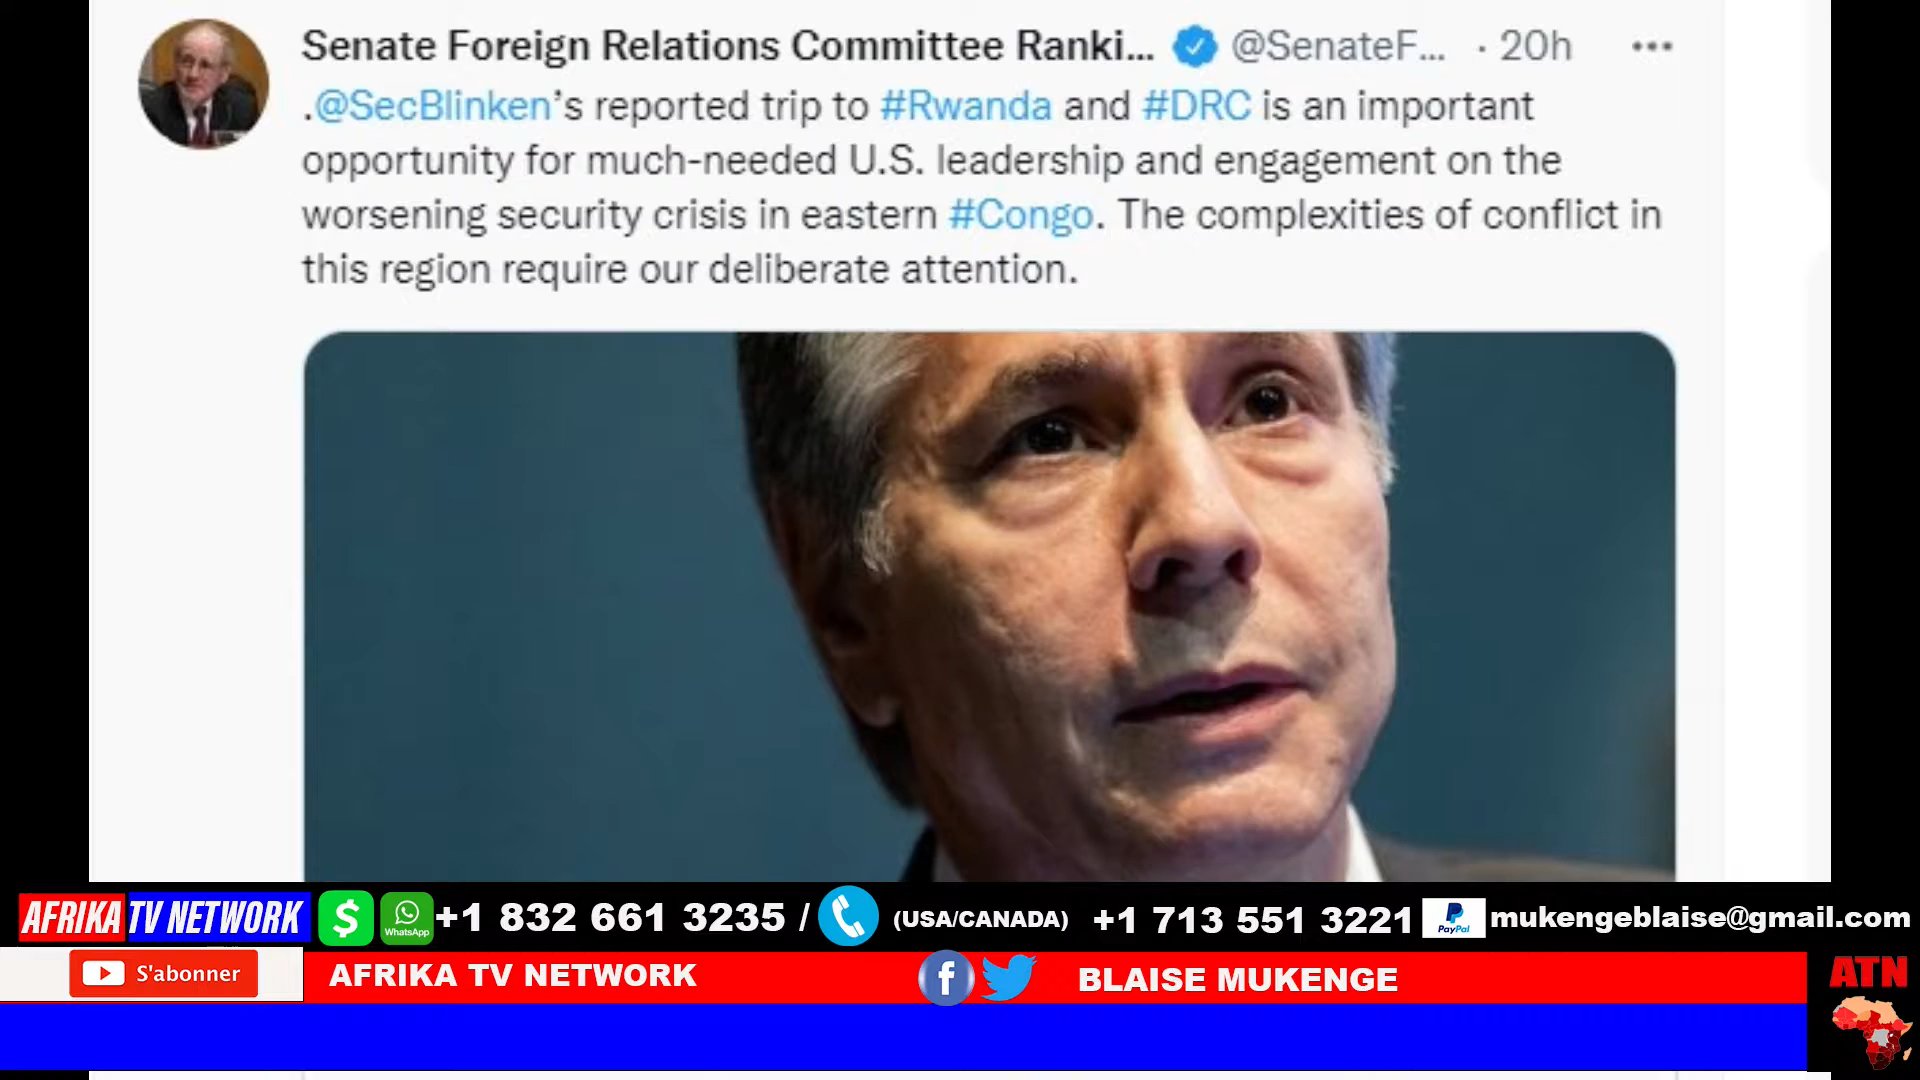 Senate Foreign Relations Committee Ranki... @SenateF... · 20h ...
.@SecBlinken's reported trip to #Rwanda and #DRC is an important
opportunity for much-needed U.S. leadership and engagement on the
worsening security crisis in eastern #Congo. The complexities of conflict in
this region require our deliberate attention.
AFRIKA TV NETWORK $ WhatsApp +1 832 661 3235 / (USA/CANADA) +1 713 551 3221 PayPal mukengeblaise@gmail.com
S'abonner AFRIKA TV NETWORK f BLAISE MUKENGE ATN